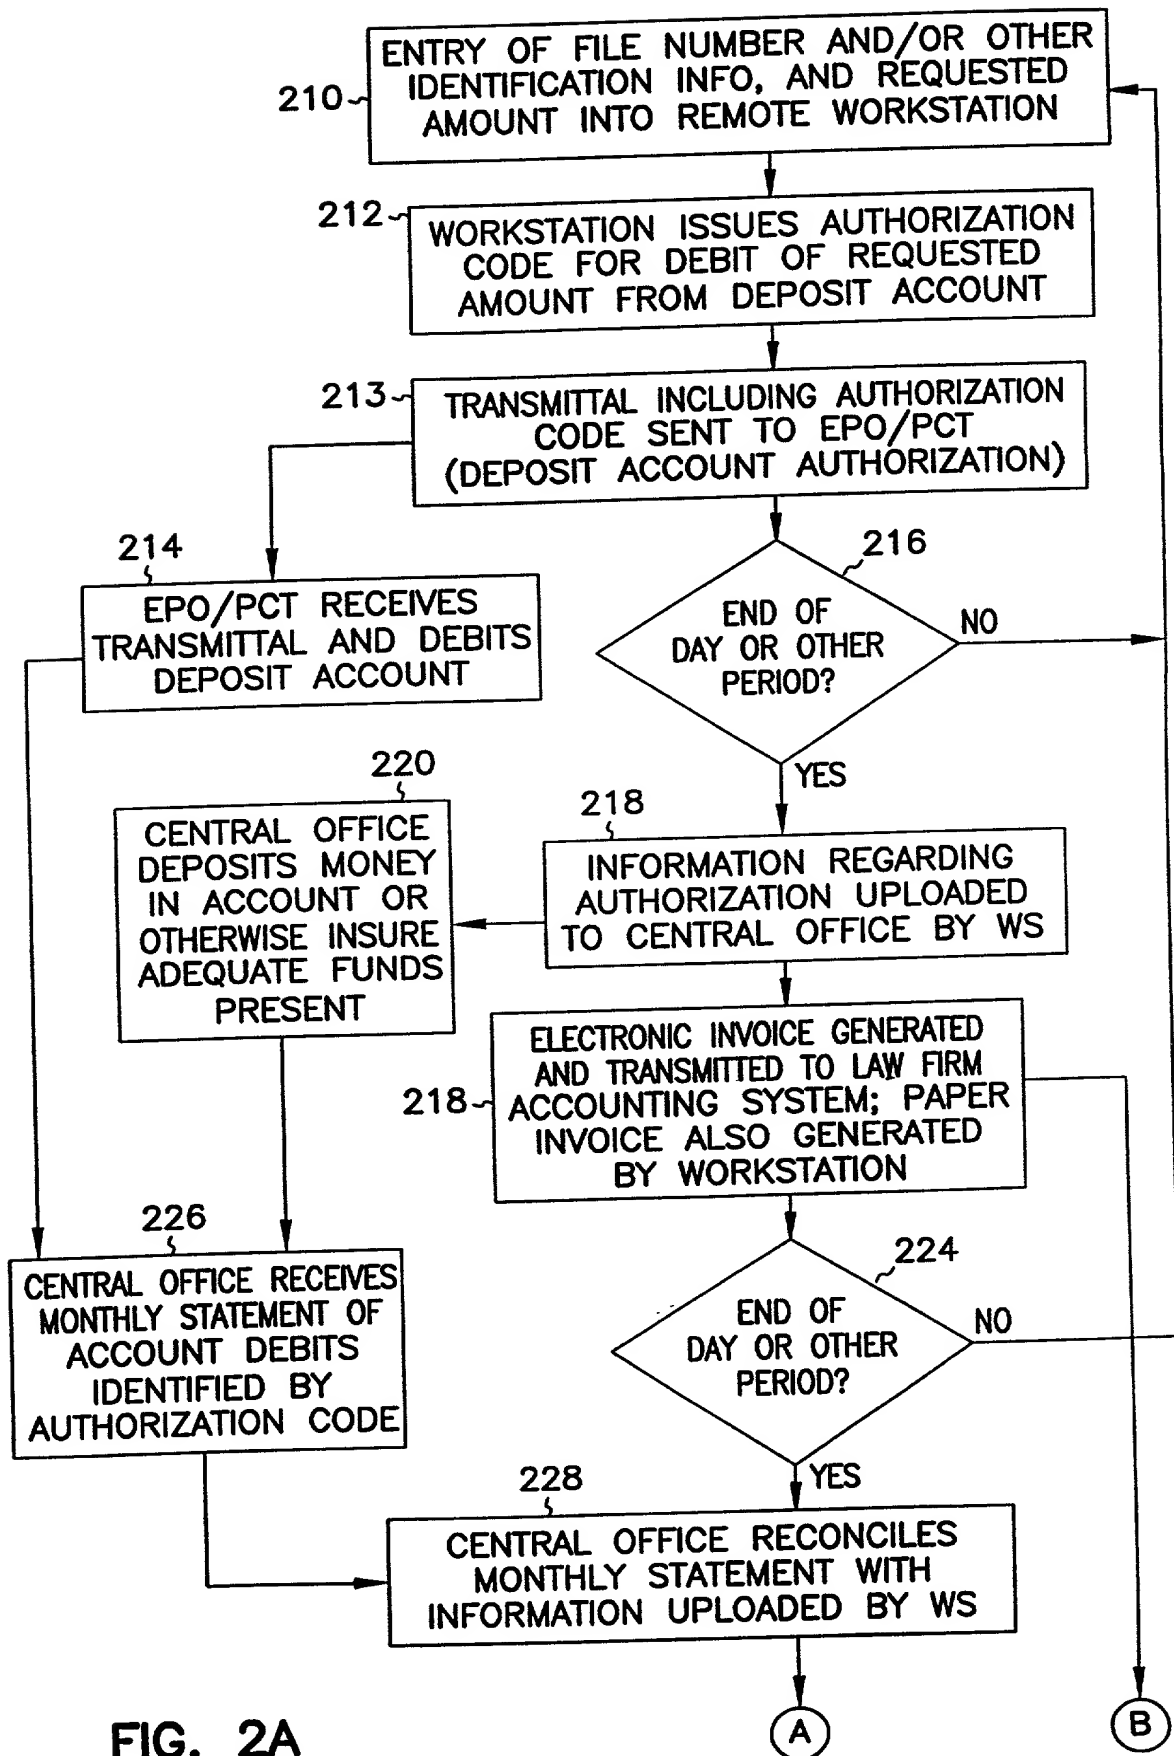 ENTRY OF FILE NUMBER AND/OR OTHER
IDENTIFICATION INFO, AND REQUESTED
AMOUNT INTO REMOTE WORKSTATION
210
212
WORKSTATION ISSUES AUTHORIZATION
CODE FOR DEBIT OF REQUESTED
AMOUNT FROM DEPOSIT ACCOUNT
213
TRANSMITTAL INCLUDING AUTHORIZATION
CODE SENT TO EPO/PCT
(DEPOSIT ACCOUNT AUTHORIZATION)
214
EPO/PCT RECEIVES
TRANSMITTAL AND DEBITS
DEPOSIT ACCOUNT
216
END OF
DAY OR OTHER
PERIOD?
NO
YES
220
CENTRAL OFFICE
DEPOSITS MONEY
IN ACCOUNT OR
OTHERWISE INSURE
ADEQUATE FUNDS
PRESENT
218
INFORMATION REGARDING
AUTHORIZATION UPLOADED
TO CENTRAL OFFICE BY WS
218
ELECTRONIC INVOICE GENERATED
AND TRANSMITTED TO LAW FIRM
ACCOUNTING SYSTEM; PAPER
INVOICE ALSO GENERATED
BY WORKSTATION
226
CENTRAL OFFICE RECEIVES
MONTHLY STATEMENT OF
ACCOUNT DEBITS
IDENTIFIED BY
AUTHORIZATION CODE
224
END OF
DAY OR OTHER
PERIOD?
NO
YES
228
CENTRAL OFFICE RECONCILES
MONTHLY STATEMENT WITH
INFORMATION UPLOADED BY WS
A
B
FIG. 2A